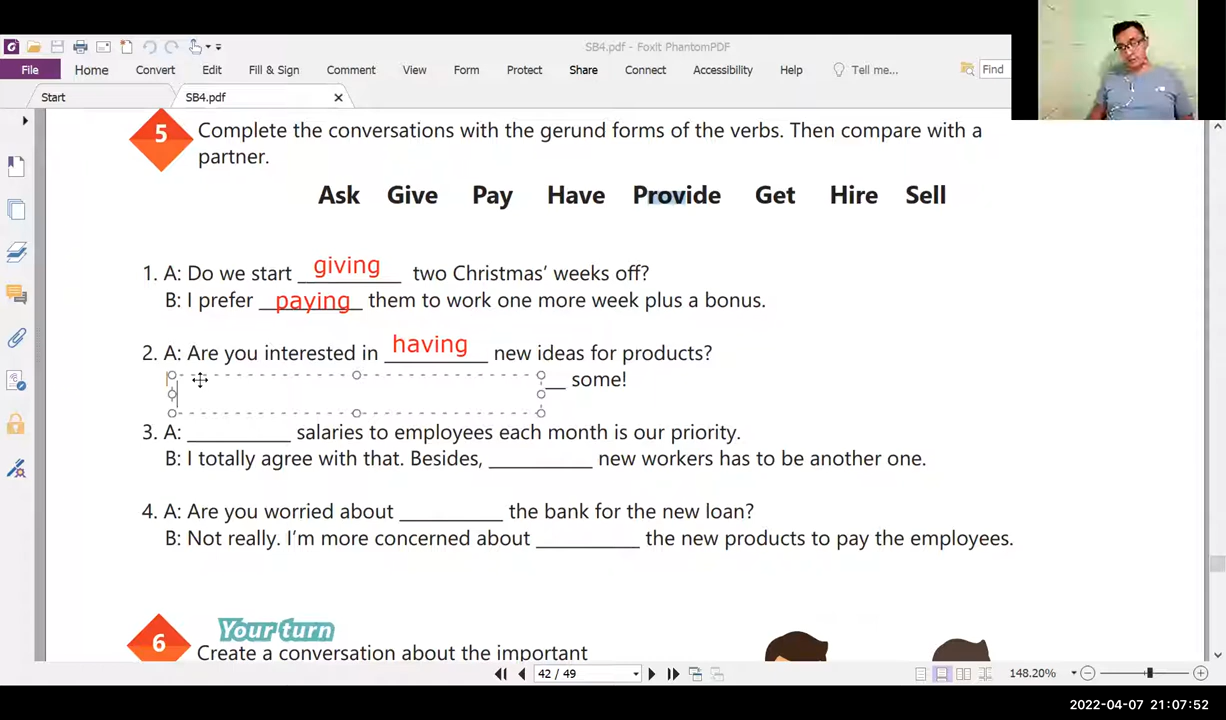 SB4.pdf - Foxit PhantomPDF
File Home Convert Edit Fill & Sign Comment View Form Protect Share Connect Accessibility Help Tell me... Find
Start SB4.pdf
5 Complete the conversations with the gerund forms of the verbs. Then compare with a
partner.
Ask Give Pay Have Provide Get Hire Sell
1. A: Do we start giving two Christmas' weeks off?
B: I prefer paying them to work one more week plus a bonus.
2. A: Are you interested in having new ideas for products?
__ some!
3. A: __________ salaries to employees each month is our priority.
B: I totally agree with that. Besides, __________ new workers has to be another one.
4. A: Are you worried about __________ the bank for the new loan?
B: Not really. I'm more concerned about __________ the new products to pay the employees.
6 Your turn
Create a conversation about the important
42 / 49 148.20%
2022-04-07 21:07:52